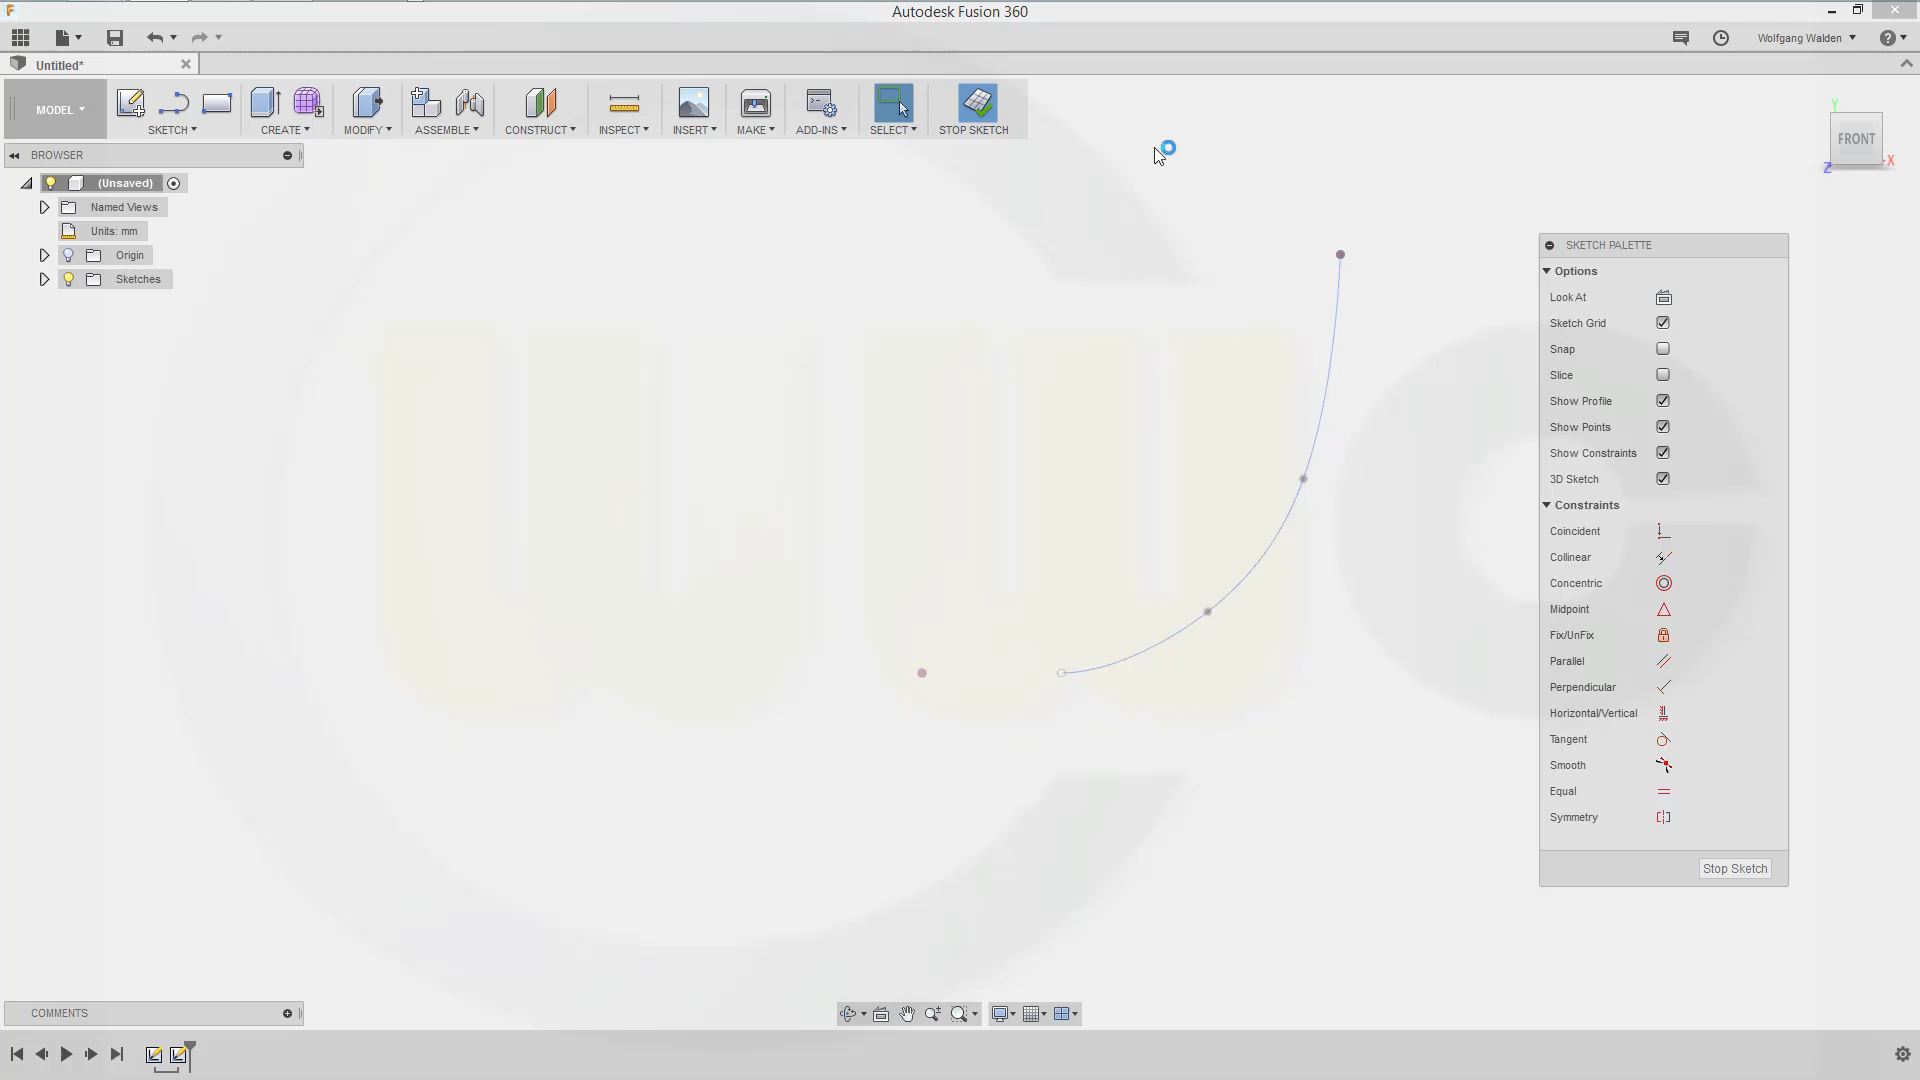 Autodesk Fusion 360
Wolfgang Walden
Untitled*
MODEL
SKETCH
CREATE
MODIFY
ASSEMBLE
CONSTRUCT
INSPECT
INSERT
MAKE
ADD-INS
SELECT
STOP SKETCH
BROWSER
(Unsaved)
Named Views
Units: mm
Origin
Sketches
Y
FRONT
X
Z
SKETCH PALETTE
Options
Look At
Sketch Grid
Snap
Slice
Show Profile
Show Points
Show Constraints
3D Sketch
Constraints
Coincident
Collinear
Concentric
Midpoint
Fix/UnFix
Parallel
Perpendicular
Horizontal/Vertical
Tangent
Smooth
Equal
Symmetry
Stop Sketch
COMMENTS